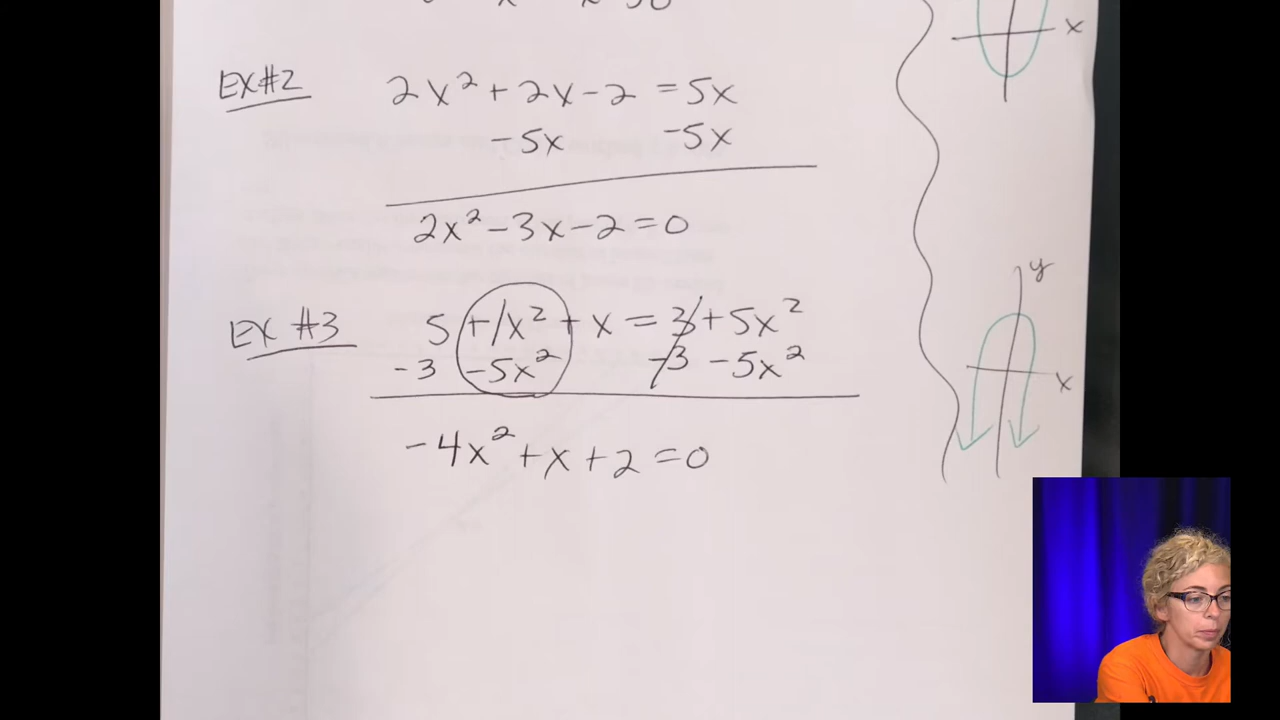 EX#2 2x² + 2x - 2 = 5x
- 5x - 5x
2x² - 3x - 2 = 0
EX #3 5 + 1x² + x = 3 + 5x²
- 3 - 5x² - 3 - 5x²
- 4x² + x + 2 = 0
x
y
x